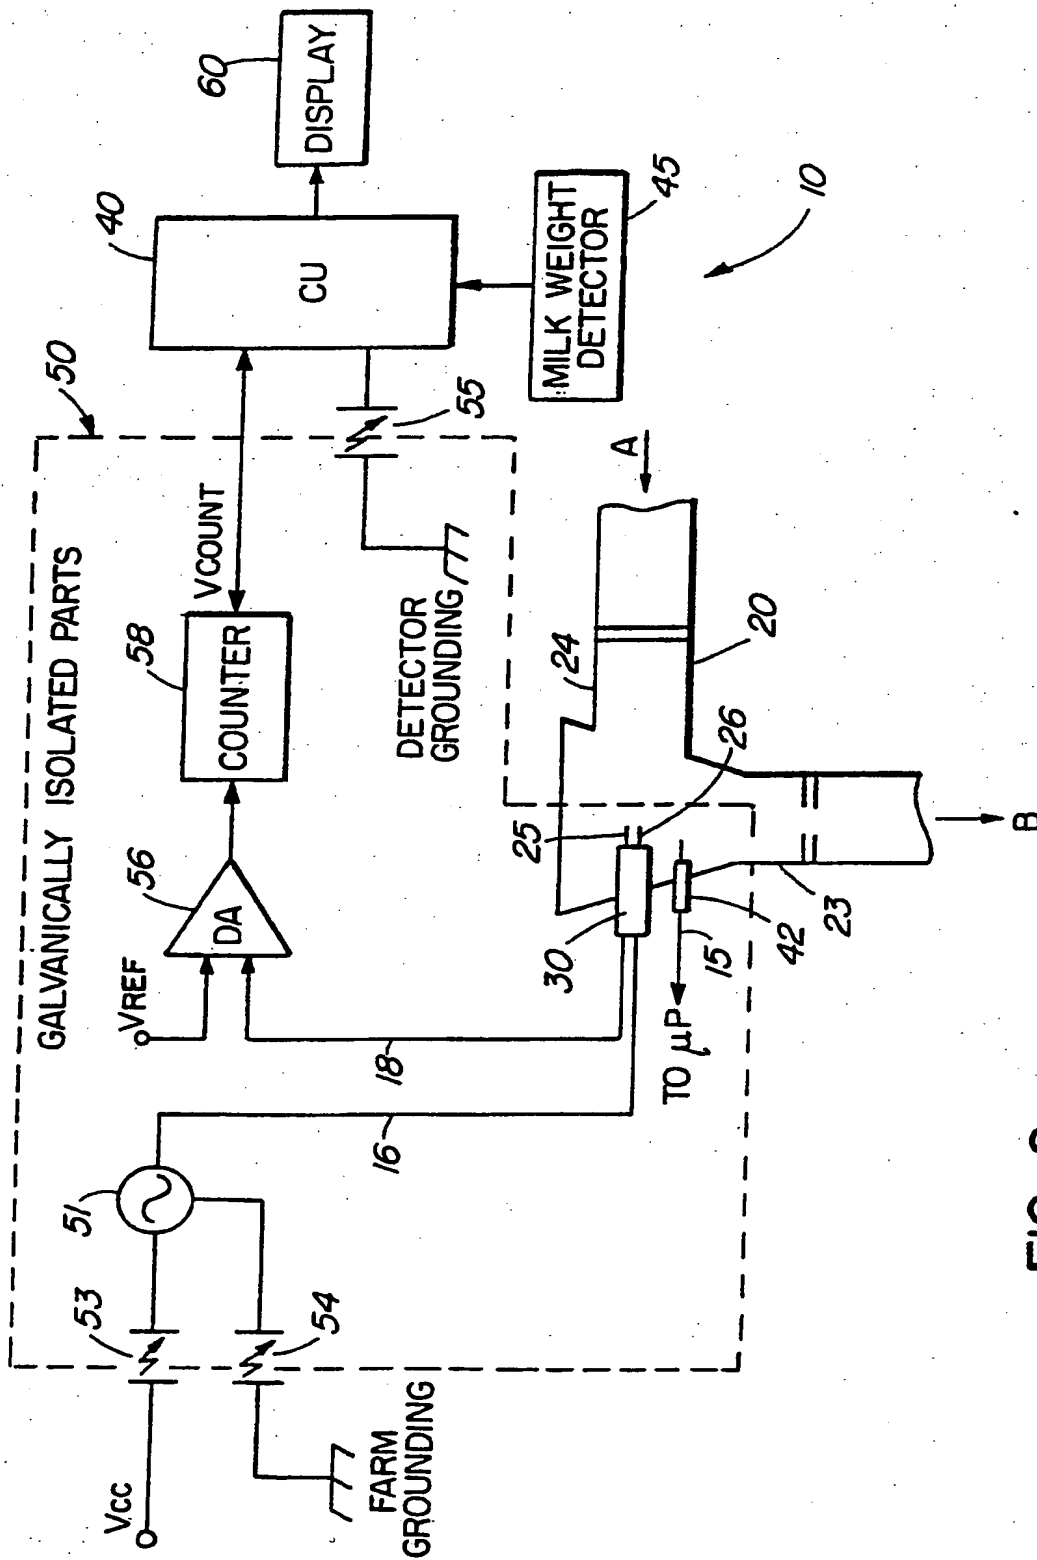 GALVANICALLY ISOLATED PARTS
50
40
60
DISPLAY
CU
VCOUNT
58
COUNTER
56
DA
VREF
51
53
54
VCC
FARM
GROUNDING
55
DETECTOR
GROUNDING
MILK WEIGHT
DETECTOR
45
10
16
18
A
24
20
25
26
30
42
15
TO μP
23
B